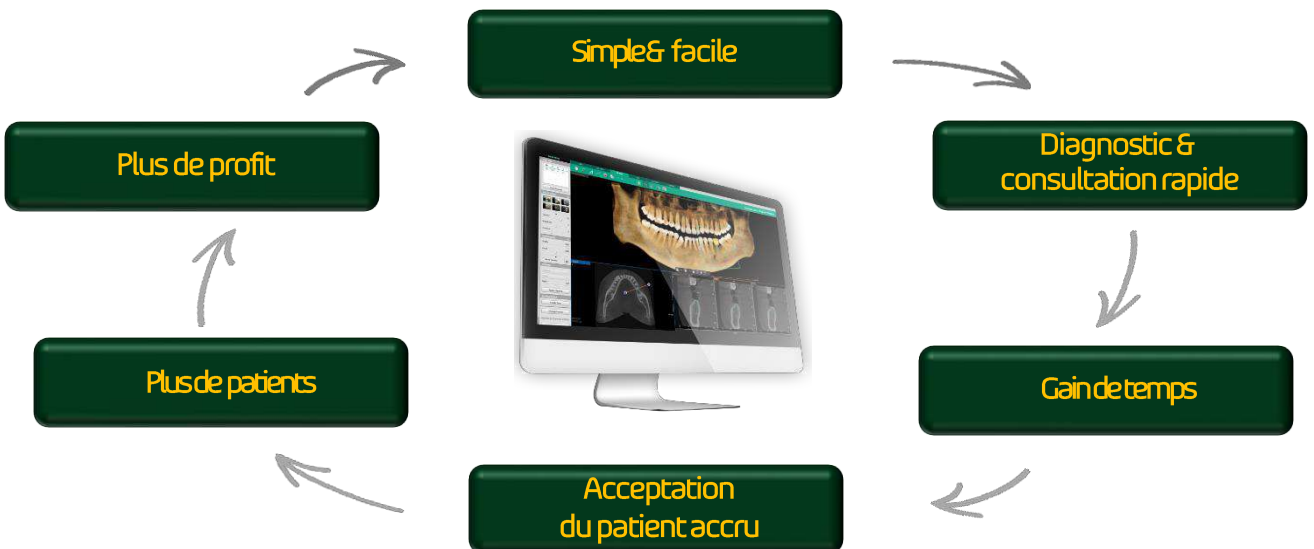 Simple & facile
Diagnostic &
consultation rapide
Gain de temps
Acceptation
du patient accru
Plus de patients
Plus de profit